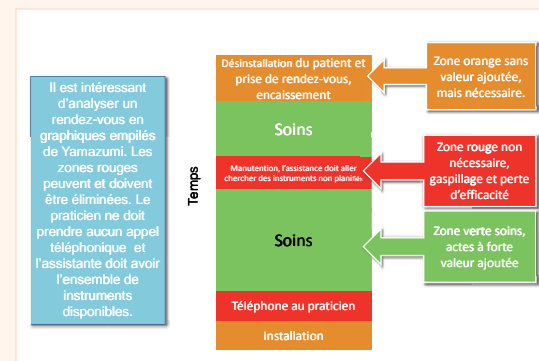 Il est intéressant
d'analyser un
rendez-vous en
graphiques empilés
de Yamazumi. Les
zones rouges
peuvent et doivent
être éliminées. Le
praticien ne doit
prendre aucun appel
téléphonique et
l'assistante doit avoir
l'ensemble de
instruments
disponibles.
Temps
Désinstallation du patient et
prise de rendez-vous,
encaissement
Soins
Manutention, l'assistance doit aller
chercher des instruments non planifié
Soins
Téléphone au praticien
Installation
Zone orange sans
valeur ajoutée,
mais nécessaire.
Zone rouge non
nécessaire,
gaspillage et perte
d'efficacité
Zone verte soins,
actes à forte
valeur ajoutée